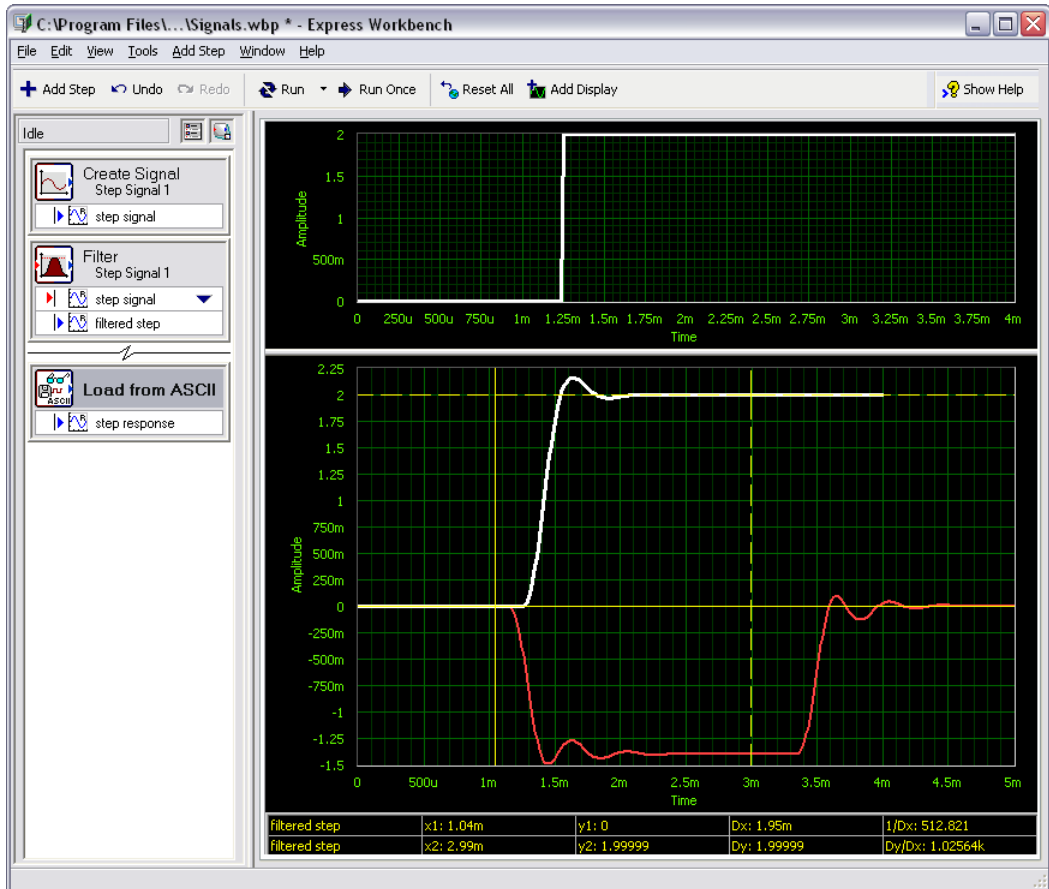 C:\Program Files\...\Signals.wbp * - Express Workbench
File Edit View Tools Add Step Window Help
Add Step Undo Redo Run Run Once Reset All Add Display Show Help
Idle
Create Signal
Step Signal 1
step signal
Filter
Step Signal 1
step signal
filtered step
ASCII
Load from ASCII
step response
2
1.5
1
500m
0
Amplitude
0 250u 500u 750u 1m 1.25m 1.5m 1.75m 2m 2.25m 2.5m 2.75m 3m 3.25m 3.5m 3.75m 4m
Time
2.25
2
1.75
1.5
1.25
1
750m
500m
250m
0
-250m
-500m
-750m
-1
-1.25
-1.5
Amplitude
0 500u 1m 1.5m 2m 2.5m 3m 3.5m 4m 4.5m 5m
Time
filtered step x1: 1.04m y1: 0 Dx: 1.95m 1/Dx: 512.821
filtered step x2: 2.99m y2: 1.99999 Dy: 1.99999 Dy/Dx: 1.02564k